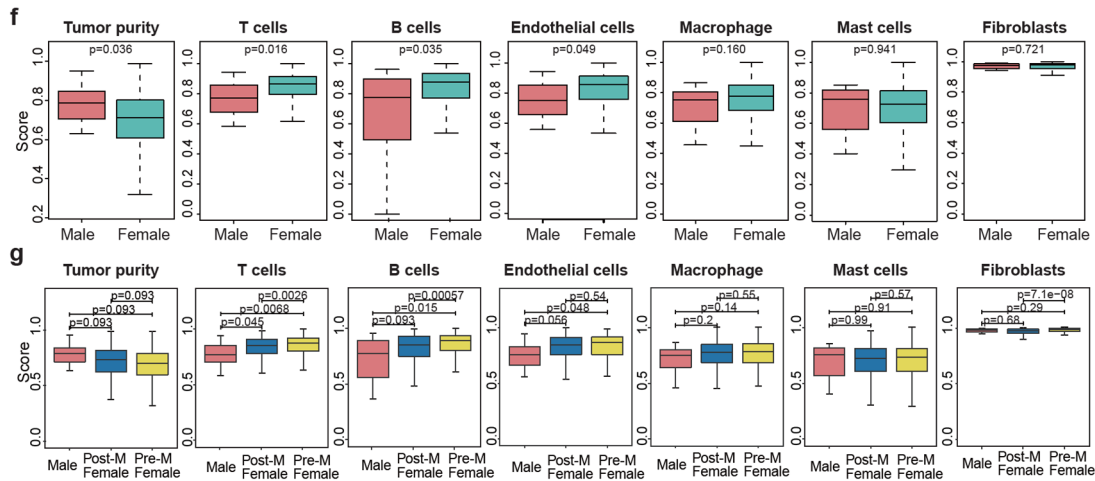 f
Tumor purity T cells B cells Endothelial cells Macrophage Mast cells Fibroblasts
p=0.036 p=0.016 p=0.035 p=0.049 p=0.160 p=0.941 p=0.721
Score
0.2 0.4 0.6 0.8 1.0
0.0 0.2 0.4 0.6 0.8 1.0
0.0 0.2 0.4 0.6 0.8 1.0
0.0 0.2 0.4 0.6 0.8 1.0
0.0 0.2 0.4 0.6 0.8 1.0
0.0 0.2 0.4 0.6 0.8 1.0
0.0 0.2 0.4 0.6 0.8 1.0
Male Female Male Female Male Female Male Female Male Female Male Female Male Female
g
Tumor purity T cells B cells Endothelial cells Macrophage Mast cells Fibroblasts
p=0.093 p=0.0026 p=0.00057 p=0.54 p=0.55 p=0.57 p=7.1e-08
p=0.093 p=0.0068 p=0.015 p=0.048 p=0.14 p=0.91 p=0.29
p=0.093 p=0.045 p=0.093 p=0.056 p=0.2 p=0.99 p=0.68
Score
0.0 0.5 1.0
0.0 0.5 1.0
0.0 0.5 1.0
0.0 0.5 1.0
0.0 0.5 1.0
0.0 0.5 1.0
0.0 0.5 1.0
Male Post-M Female Pre-M Female Male Post-M Female Pre-M Female Male Post-M Female Pre-M Female Male Post-M Female Pre-M Female Male Post-M Female Pre-M Female Male Post-M Female Pre-M Female Male Post-M Female Pre-M Female